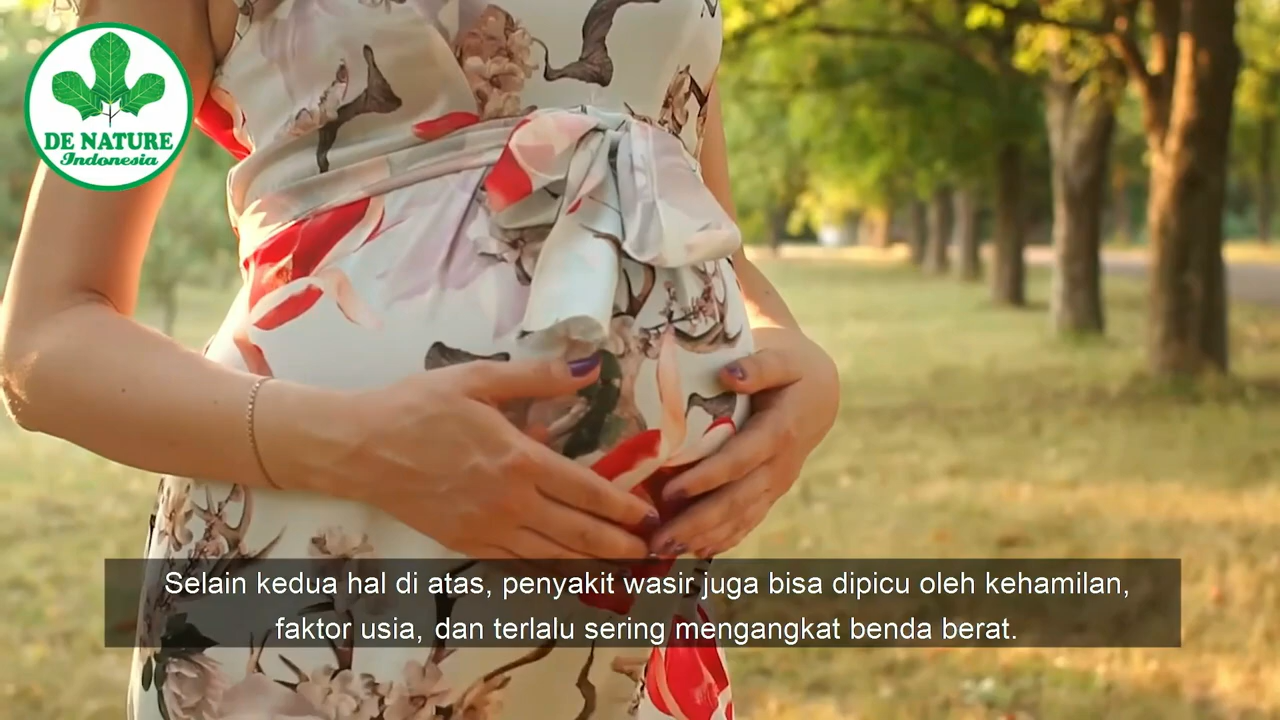 DE NATURE
Indonesia
Selain kedua hal di atas, penyakit wasir juga bisa dipicu oleh kehamilan,
faktor usia, dan terlalu sering mengangkat benda berat.